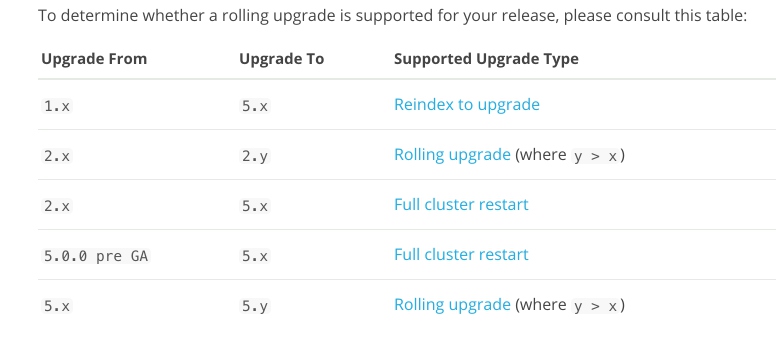 To determine whether a rolling upgrade is supported for your release, please consult this table:
Upgrade From Upgrade To Supported Upgrade Type
1.x 5.x Reindex to upgrade
2.x 2.y Rolling upgrade (where y > x)
2.x 5.x Full cluster restart
5.0.0 pre GA 5.x Full cluster restart
5.x 5.y Rolling upgrade (where y > x)